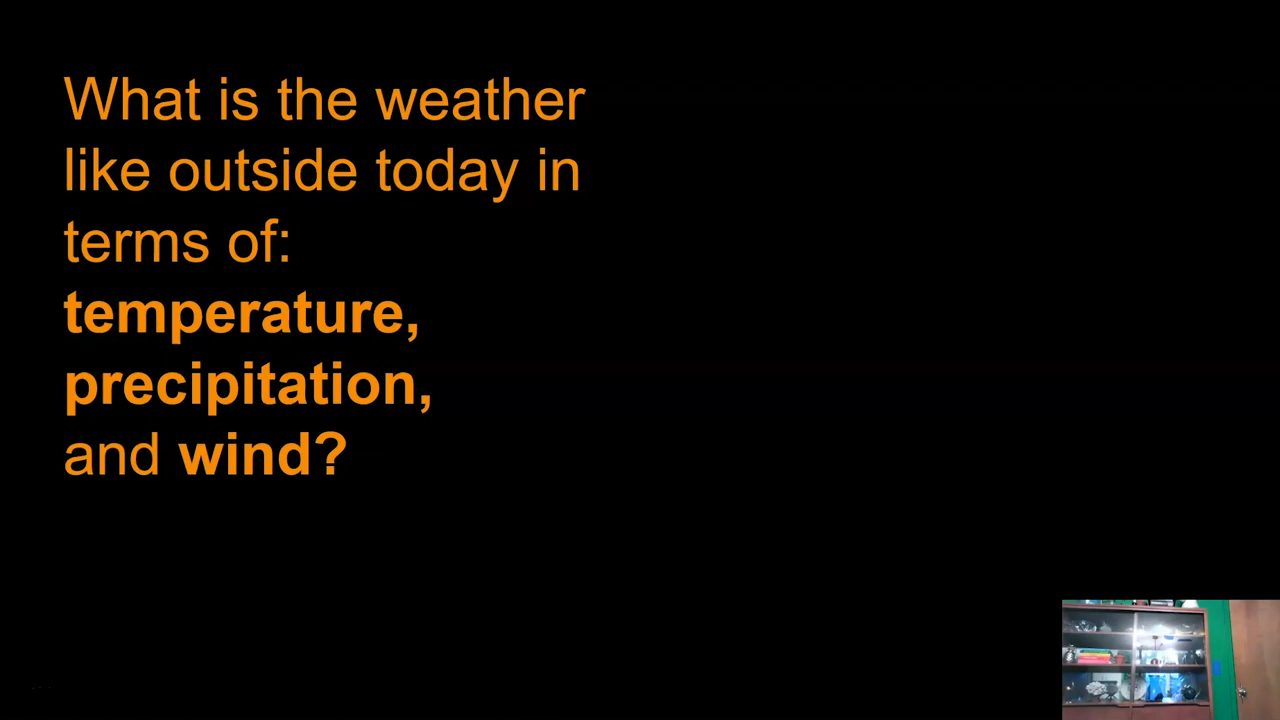 What is the weather
like outside today in
terms of:
temperature,
precipitation,
and wind?